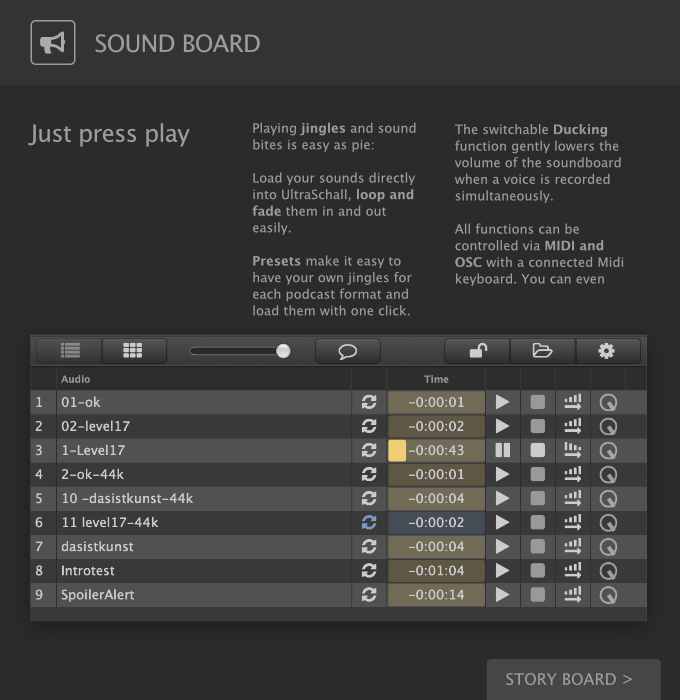 SOUND BOARD
Just press play
Playing jingles and sound
bites is easy as pie:
Load your sounds directly
into UltraSchall, loop and
fade them in and out
easily.
Presets make it easy to
have your own jingles for
each podcast format and
load them with one click.
The switchable Ducking
function gently lowers the
volume of the soundboard
when a voice is recorded
simultaneously.
All functions can be
controlled via MIDI and
OSC with a connected Midi
keyboard. You can even
Audio Time
1 01-ok -0:00:01
2 02-level17 -0:00:02
3 1-Level17 -0:00:43
4 2-ok-44k -0:00:01
5 10 -dasistkunst-44k -0:00:04
6 11 level17-44k -0:00:02
7 dasistkunst -0:00:04
8 Introtest -0:01:04
9 SpoilerAlert -0:00:14
STORY BOARD >